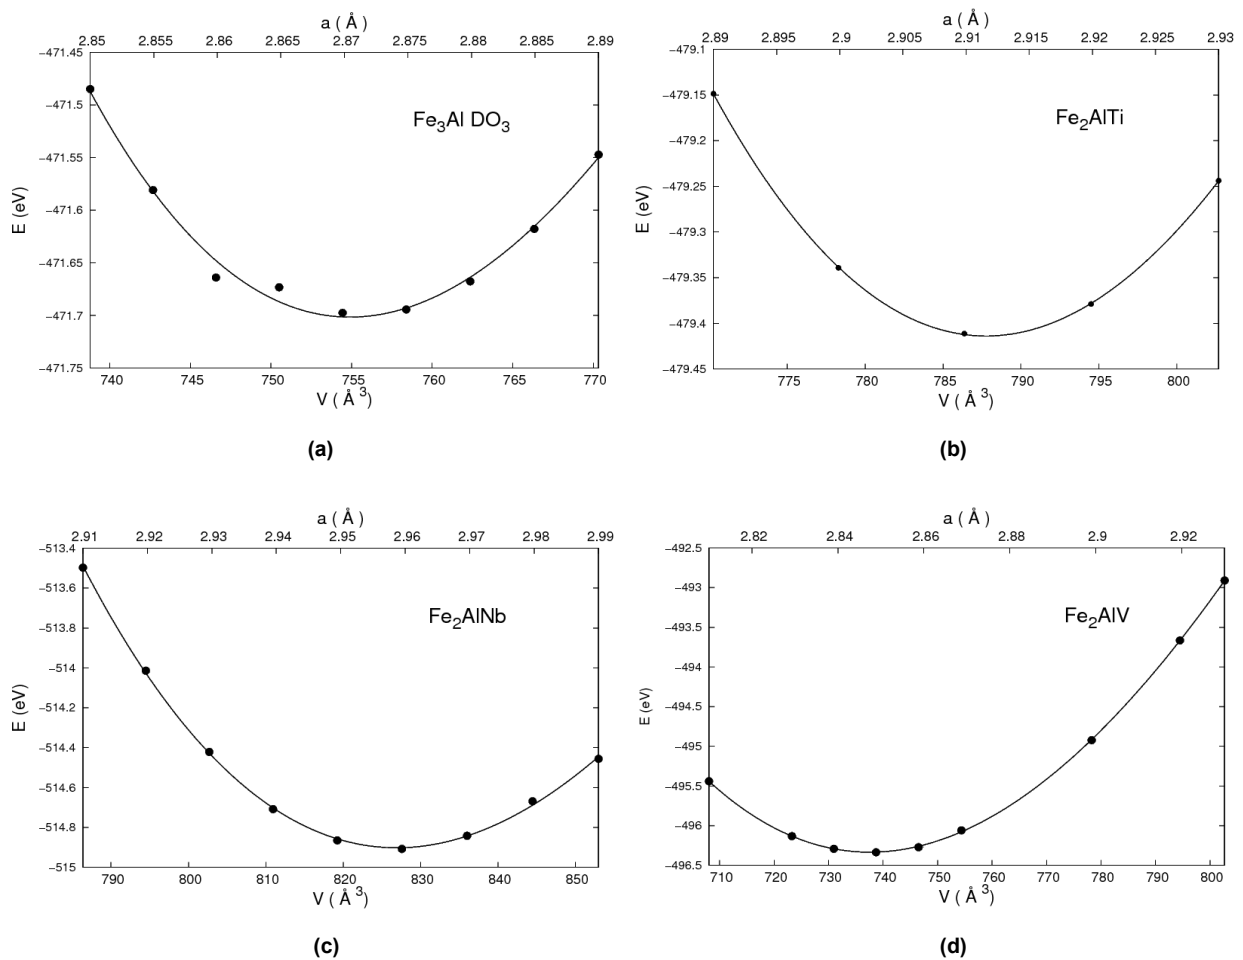 a ( Å )
2.85 2.855 2.86 2.865 2.870 2.875 2.88 2.885 2.89
−471.45
−471.5
−471.55
−471.6
−471.65
−471.7
−471.75
E (eV)
Fe3Al DO3
740 745 750 755 760 765 770
V ( Å 3)
(a)
a ( Å )
2.89 2.895 2.9 2.905 2.91 2.915 2.92 2.925 2.93
−479.1
−479.15
−479.2
−479.25
−479.3
−479.35
−479.4
−479.45
E (eV)
Fe2AlTi
775 780 785 790 795 800
V ( Å 3)
(b)
a ( Å )
2.91 2.92 2.93 2.94 2.95 2.96 2.97 2.98 2.99
−513.4
−513.6
−513.8
−514
−514.2
−514.4
−514.6
−514.8
−515
E (eV)
Fe2AlNb
790 800 810 820 830 840 850
V ( Å 3)
(c)
a ( Å )
2.82 2.84 2.86 2.88 2.9 2.92
−492.5
−493
−493.5
−494
−494.5
−495
−495.5
−496
−496.5
E (eV)
Fe2AlV
710 720 730 740 750 760 770 780 790 800
V ( Å 3)
(d)